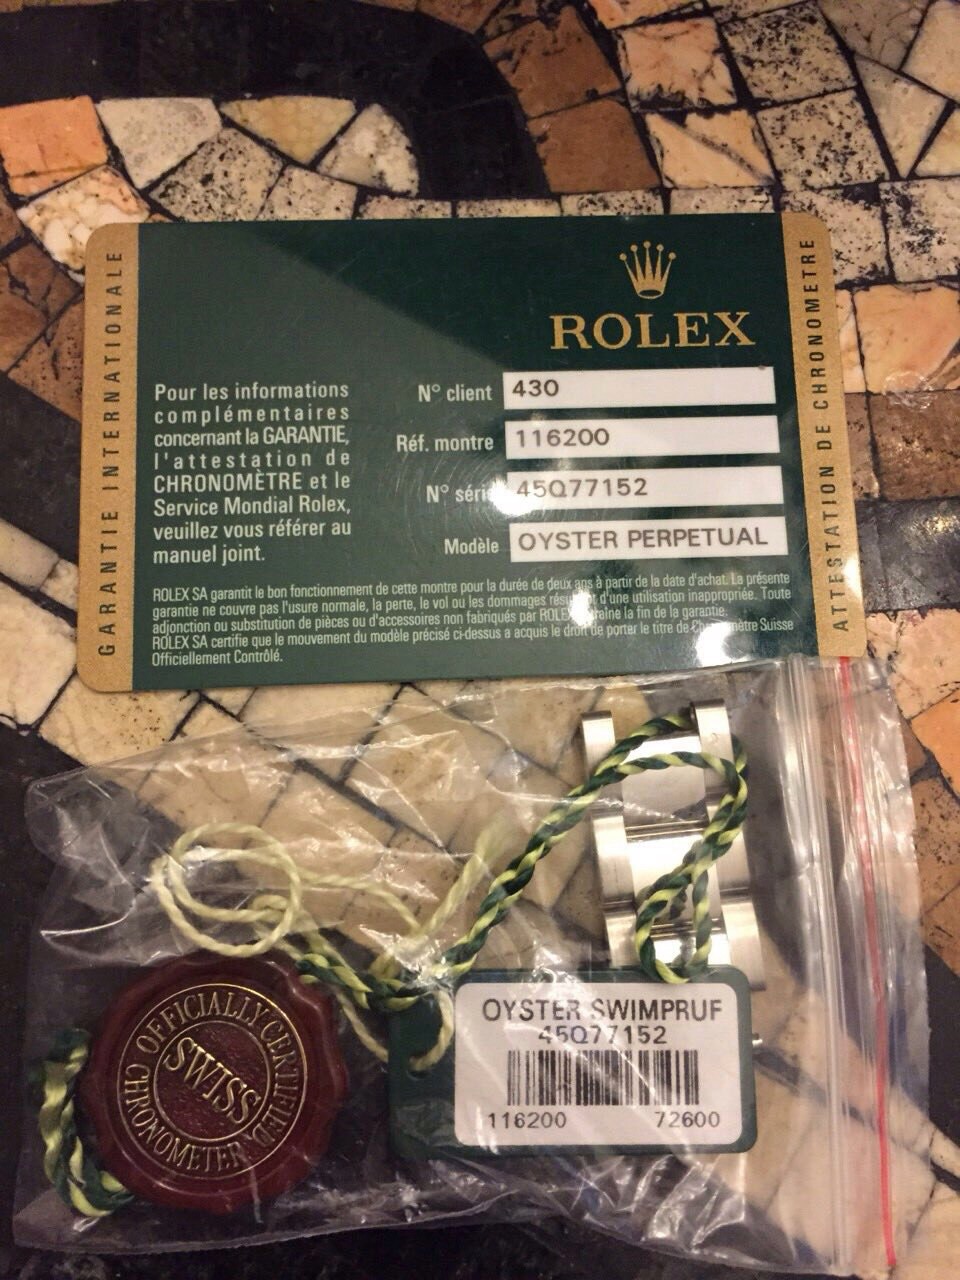 GARANTIE INTERNATIONALE
ROLEX
Pour les informations
complémentaires
concernant la GARANTIE,
l'attestation de
CHRONOMÈTRE et le
Service Mondial Rolex,
veuillez vous référer au
manuel joint.
N° client 430
Réf. montre 116200
N° série 45Q77152
Modèle OYSTER PERPETUAL
ATTESTATION DE CHRONOMETRE
ROLEX SA garantit le bon fonctionnement de cette montre pour la durée de deux ans à partir de la date d'achat. La présente
garantie ne couvre pas l'usure normale, la perte, le vol ou les dommages résultant d'une utilisation inappropriée. Toute
adjonction ou substitution de pièces ou d'accessoires non fabriqués par ROLEX entraîne la fin de la garantie.
ROLEX SA certifie que le mouvement du modèle précisé ci-dessus a acquis le droit de porter le titre de Chronomètre Suisse
Officiellement Contrôlé.
OFFICIALLY CERTIFIED
SWISS
CHRONOMETER
OYSTER SWIMPRUF
45Q77152
116200 72600